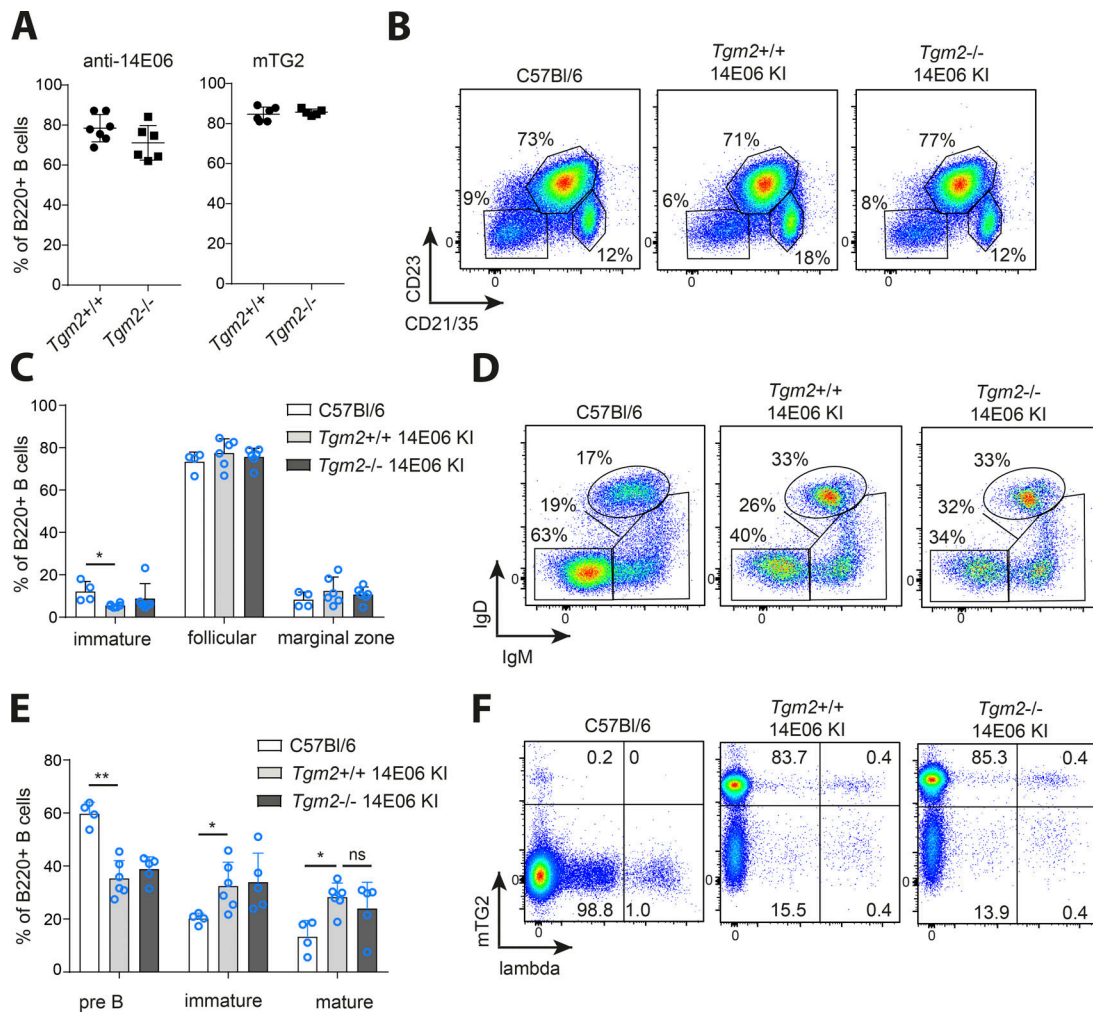 A
anti-14E06
mTG2
% of B220+ B cells
100
80
60
40
20
0
100
80
60
40
20
0
Tgm2+/+
Tgm2-/-
Tgm2+/+
Tgm2-/-
B
C57Bl/6
Tgm2+/+
14E06 KI
Tgm2-/-
14E06 KI
73%
9%
12%
71%
6%
18%
77%
8%
12%
0
0
0
0
0
0
CD23
CD21/35
C
% of B220+ B cells
100
80
60
40
20
0
C57Bl/6
Tgm2+/+ 14E06 KI
Tgm2-/- 14E06 KI
*
immature
follicular
marginal zone
D
C57Bl/6
Tgm2+/+
14E06 KI
Tgm2-/-
14E06 KI
17%
19%
63%
33%
26%
40%
33%
32%
34%
0
0
0
0
0
0
IgD
IgM
E
% of B220+ B cells
80
60
40
20
0
C57Bl/6
Tgm2+/+ 14E06 KI
Tgm2-/- 14E06 KI
**
*
*
ns
pre B
immature
mature
F
C57Bl/6
Tgm2+/+
14E06 KI
Tgm2-/-
14E06 KI
0.2
0
98.8
1.0
83.7
0.4
15.5
0.4
85.3
0.4
13.9
0.4
0
0
0
0
0
0
mTG2
lambda